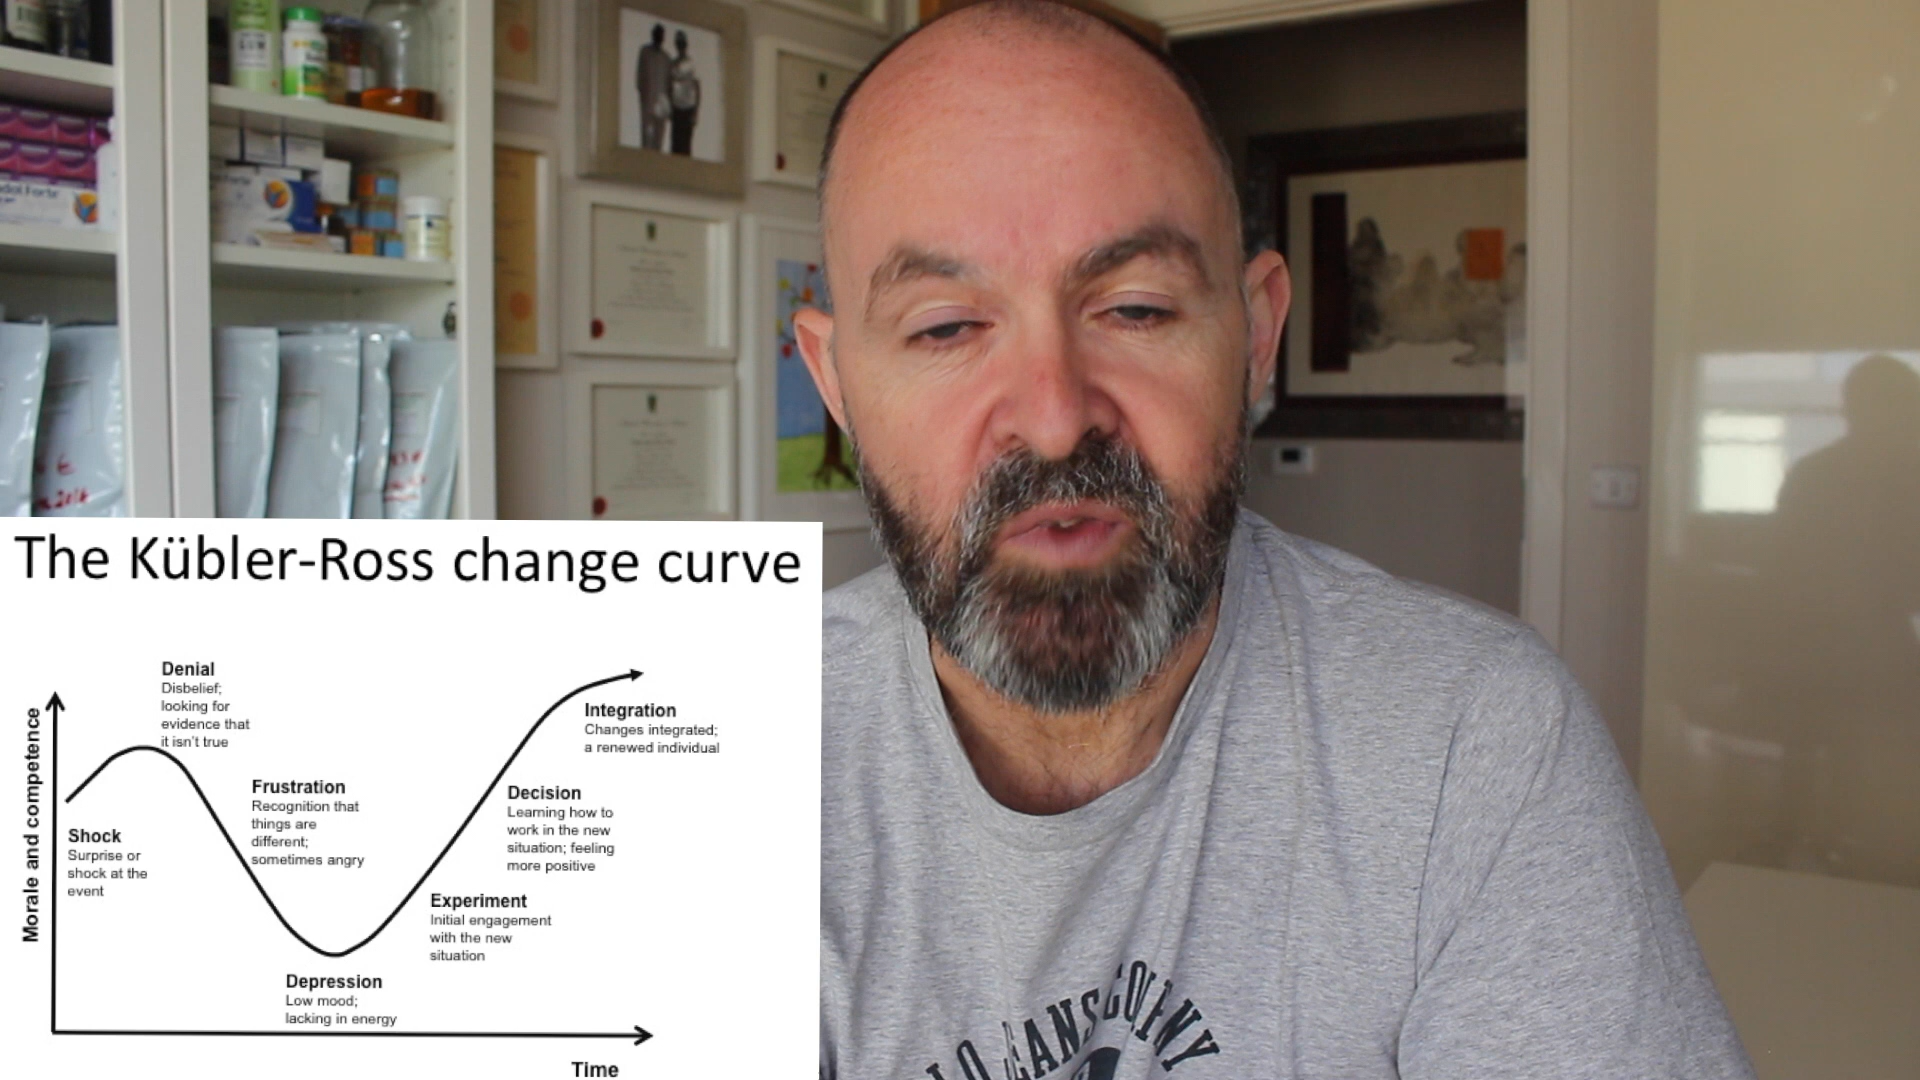 The Kübler-Ross change curve
Denial
Disbelief;
looking for
evidence that
it isn't true
Frustration
Recognition that
things are
different;
sometimes angry
Shock
Surprise or
shock at the
event
Depression
Low mood;
lacking in energy
Experiment
Initial engagement
with the new
situation
Decision
Learning how to
work in the new
situation; feeling
more positive
Integration
Changes integrated;
a renewed individual
Morale and competence
Time
Forte